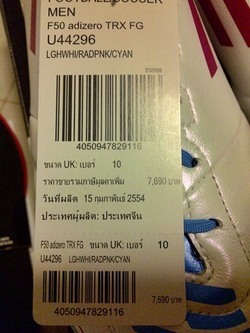 FOOTBALL/SOCCER
MEN
F50 adizero TRX FG
U44296
LGHWHI/RADPNK/CYAN
4050947829116
ขนาด UK: เบอร์ 10
ราคาขายรวมภาษีมูลค่าเพิ่ม 7,690 บาท
วันที่ผลิต 15 กุมภาพันธ์ 2554
ประเทศผู้ผลิต: ประเทศจีน
F50 adizero TRX FG ขนาด UK: เบอร์ 10
U44296 LGHWHI/RADPNK/CYAN
4050947829116
7,690 บาท